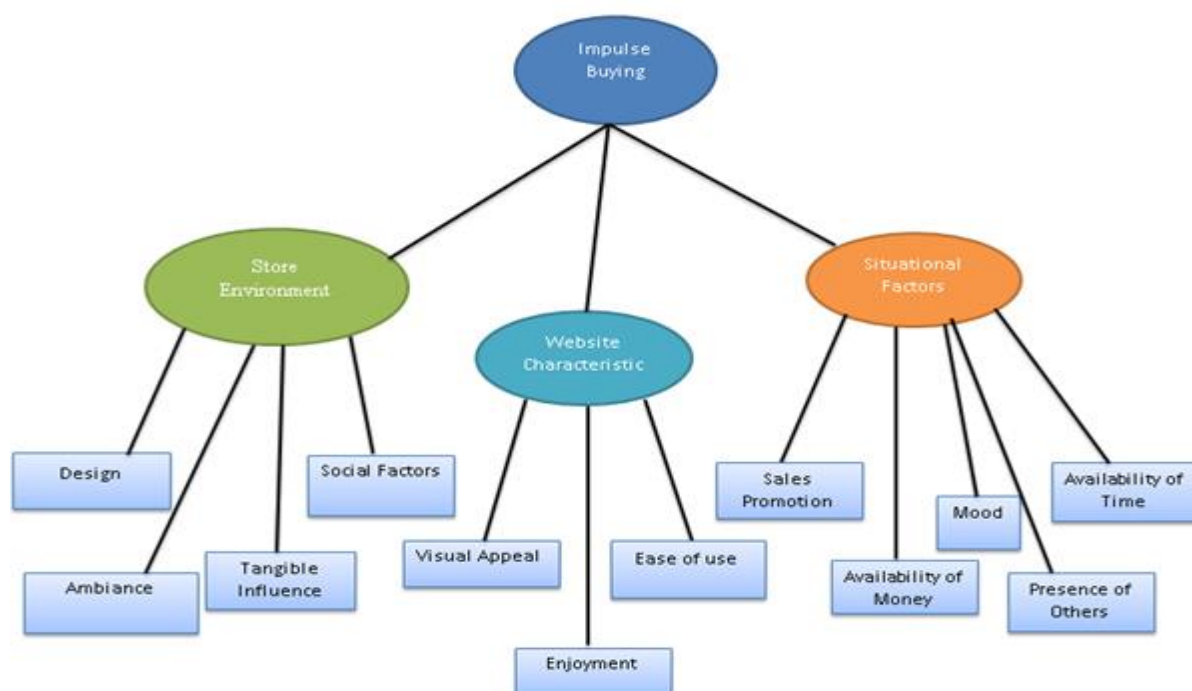 Impulse
Buying
Store
Environment
Website
Characteristic
Situational
Factors
Design
Ambiance
Tangible
Influence
Social Factors
Visual Appeal
Enjoyment
Ease of use
Sales
Promotion
Availability of
Money
Mood
Presence of
Others
Availability of
Time